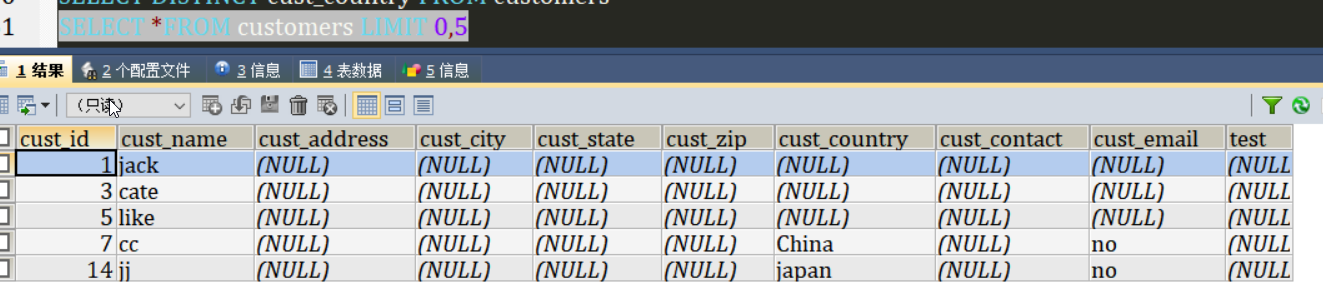 SELECT DISTINCT cust_country FROM customers
1 SELECT *FROM customers LIMIT 0,5
1 结果 2 个配置文件 3 信息 4 表数据 5 信息
(只读)
cust_id cust_name cust_address cust_city cust_state cust_zip cust_country cust_contact cust_email test
1 jack (NULL) (NULL) (NULL) (NULL) (NULL) (NULL) (NULL) (NULL
3 cate (NULL) (NULL) (NULL) (NULL) (NULL) (NULL) (NULL) (NULL
5 like (NULL) (NULL) (NULL) (NULL) (NULL) (NULL) (NULL) (NULL
7 cc (NULL) (NULL) (NULL) (NULL) China (NULL) no (NULL
14 jj (NULL) (NULL) (NULL) (NULL) japan (NULL) no (NULL